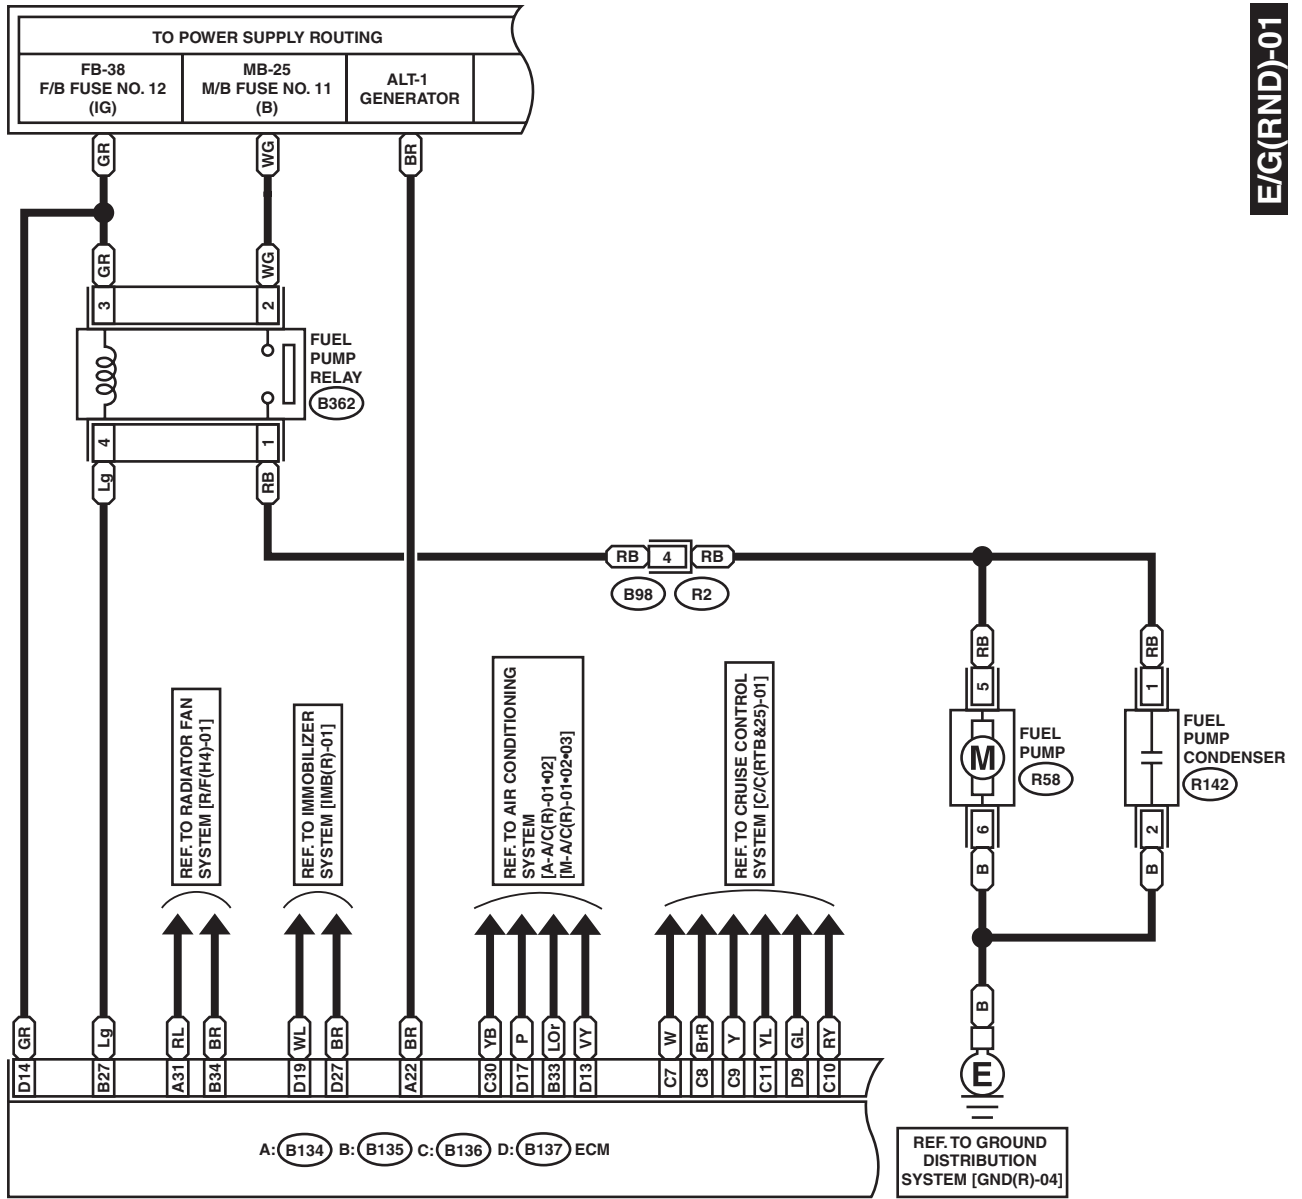 TO POWER SUPPLY ROUTING
FB-38
F/B FUSE NO. 12
(IG)
MB-25
M/B FUSE NO. 11
(B)
ALT-1
GENERATOR
E/G(RND)-01
GR
WG
BR
GR
WG
3
2
FUEL
PUMP
RELAY
B362
4
1
Lg
RB
RB
4
RB
B98
R2
RB
RB
5
1
M
FUEL
PUMP
R58
FUEL
PUMP
CONDENSER
R142
6
2
B
B
B
E
REF. TO GROUND
DISTRIBUTION
SYSTEM [GND(R)-04]
REF. TO RADIATOR FAN
SYSTEM [R/F(H4)-01]
REF. TO IMMOBILIZER
SYSTEM [IMB(R)-01]
REF. TO AIR CONDITIONING
SYSTEM
[A-A/C(R)-01•02]
[M-A/C(R)-01•02•03]
REF. TO CRUISE CONTROL
SYSTEM [C/C(RTB&25)-01]
GR
Lg
RL
BR
WL
BR
BR
YB
P
LOr
VY
W
BrR
Y
YL
GL
RY
D14
B27
A31
B34
D19
D27
A22
C30
D17
B33
D13
C7
C8
C9
C11
D9
C10
A: B134 B: B135 C: B136 D: B137 ECM